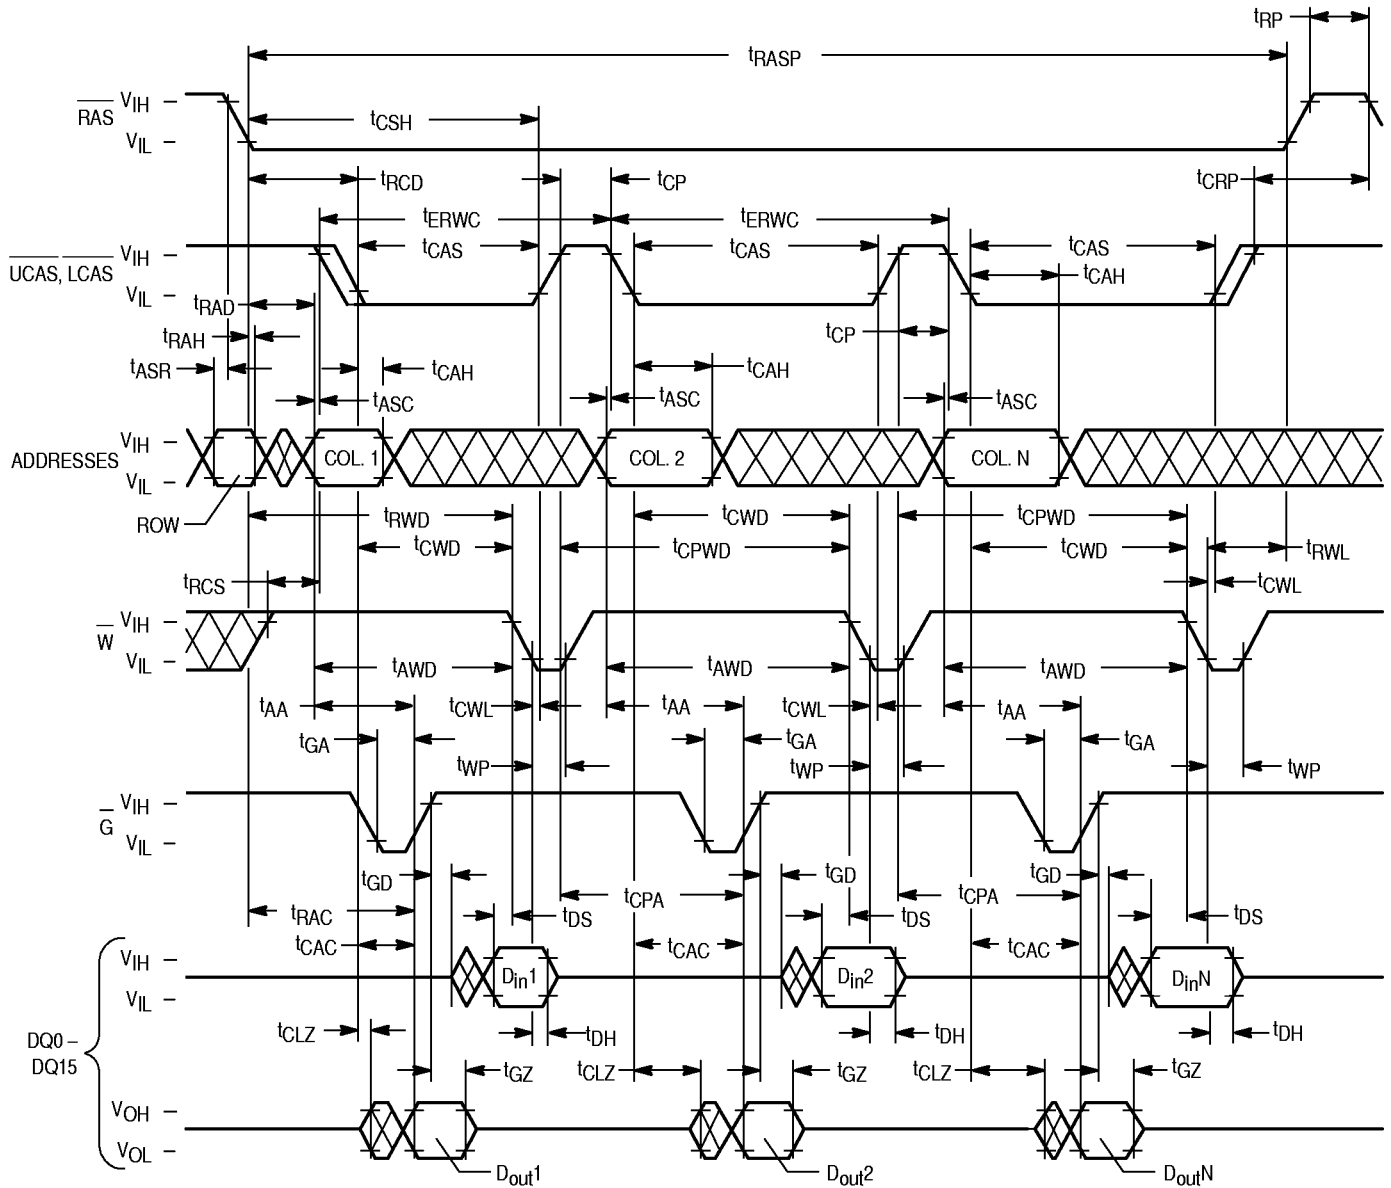 tRP
tRASP
RAS VIH
VIL
tCSH
tRCD tCP tCRP
tERWC tERWC
UCAS, LCAS VIH
VIL
tCAS tCAS tCAS
tCAH
tRAD
tRAH tCP
tASR tCAH tCAH
tASC tASC tASC
ADDRESSES VIH
VIL
COL. 1 COL. 2 COL. N
ROW
tRWD tCWD tCPWD
tCWD tCPWD tCWD tRWL
tRCS tCWL
W VIH
VIL
tAWD tAWD tAWD
tAA tCWL tAA tCWL tAA
tGA tGA tGA
tWP tWP tWP
G VIH
VIL
tGD tGD tGD
tCPA tCPA
tRAC tDS tDS tDS
tCAC tCAC tCAC
VIH
VIL
Din1 Din2 DinN
DQ0 –
DQ15
tCLZ tDH tDH tDH
tGZ tCLZ tGZ tCLZ tGZ
VOH
VOL
Dout1 Dout2 DoutN